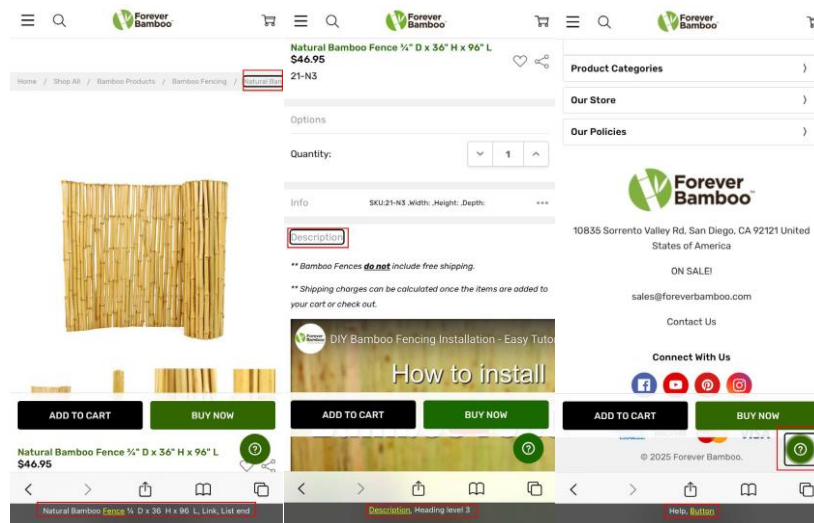 Forever
Bamboo
Home / Shop All / Bamboo Products / Bamboo Fencing / Natural Bam
ADD TO CART
BUY NOW
Natural Bamboo Fence ¾" D x 36" H x 96" L
$46.95
Natural Bamboo Fence ¾ D x 36 H x 96 L, Link, List end
Forever
Bamboo
Natural Bamboo Fence ¾" D x 36" H x 96" L
$46.95
21-N3
Options
Quantity:
1
Info
SKU:21-N3 ,Width: ,Height: ,Depth:
Description
** Bamboo Fences do not include free shipping.
** Shipping charges can be calculated once the items are added to
your cart or check out.
Forever
Bamboo
DIY Bamboo Fencing Installation - Easy Tuto
How to install
ADD TO CART
BUY NOW
Description, Heading level 3
Forever
Bamboo
Product Categories
Our Store
Our Policies
Forever
Bamboo
10835 Sorrento Valley Rd, San Diego, CA 92121 United
States of America
ON SALE!
sales@foreverbamboo.com
Contact Us
Connect With Us
ADD TO CART
BUY NOW
© 2025 Forever Bamboo.
Help, Button